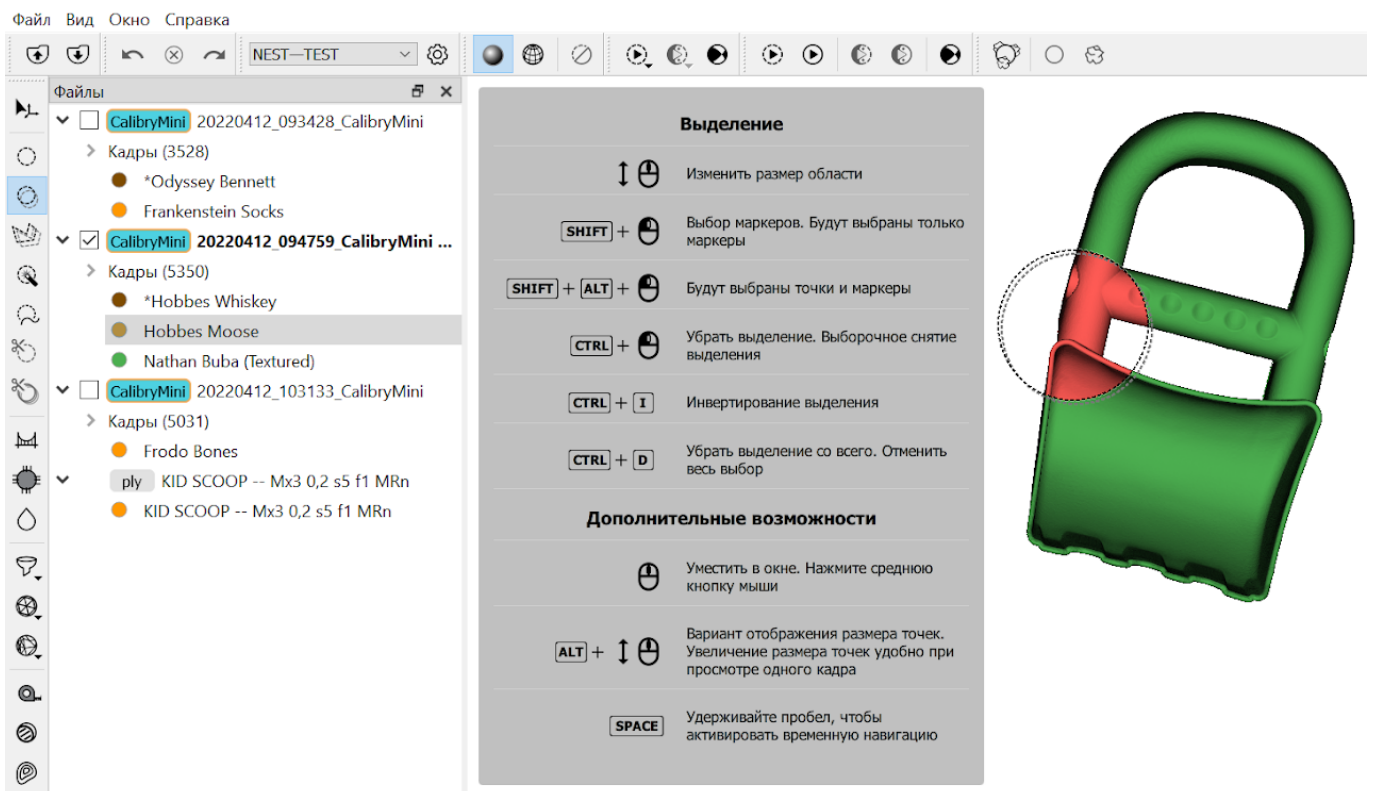 Файл Вид Окно Справка
NEST—TEST
Файлы
CalibryMini 20220412_093428_CalibryMini
Кадры (3528)
*Odyssey Bennett
Frankenstein Socks
CalibryMini 20220412_094759_CalibryMini ...
Кадры (5350)
*Hobbes Whiskey
Hobbes Moose
Nathan Buba (Textured)
CalibryMini 20220412_103133_CalibryMini
Кадры (5031)
Frodo Bones
ply KID SCOOP -- Mx3 0,2 s5 f1 MRn
KID SCOOP -- Mx3 0,2 s5 f1 MRn
Выделение
Изменить размер области
SHIFT + Выбор маркеров. Будут выбраны только
маркеры
SHIFT + ALT + Будут выбраны точки и маркеры
CTRL + Убрать выделение. Выборочное снятие
выделения
CTRL + I Инвертирование выделения
CTRL + D Убрать выделение со всего. Отменить
весь выбор
Дополнительные возможности
Уместить в окне. Нажмите среднюю
кнопку мыши
ALT + Вариант отображения размера точек.
Увеличение размера точек удобно при
просмотре одного кадра
SPACE Удерживайте пробел, чтобы
активировать временную навигацию